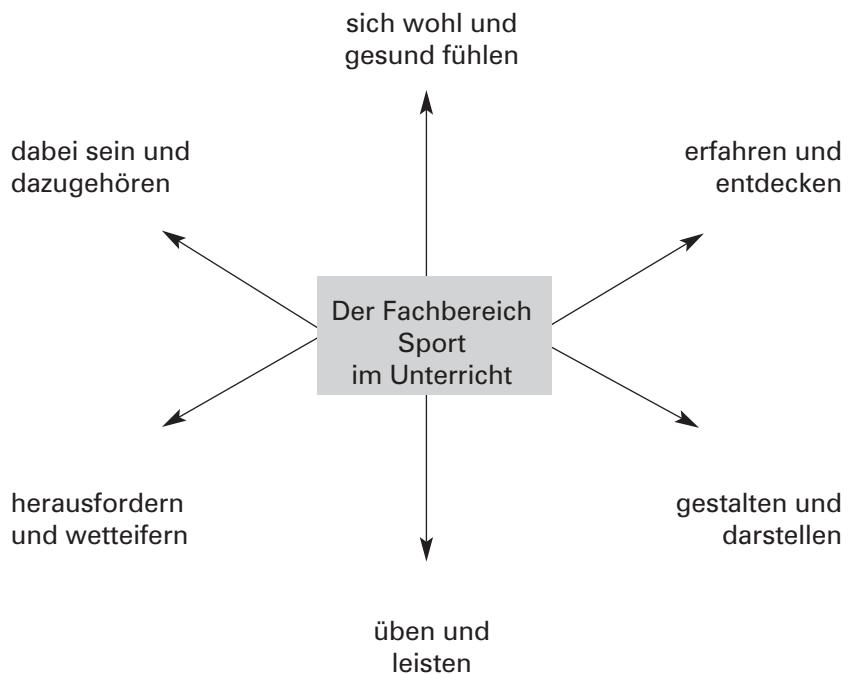 sich wohl und
gesund fühlen
dabei sein und
dazugehören
erfahren und
entdecken
Der Fachbereich
Sport
im Unterricht
herausfordern
und wetteifern
gestalten und
darstellen
üben und
leisten